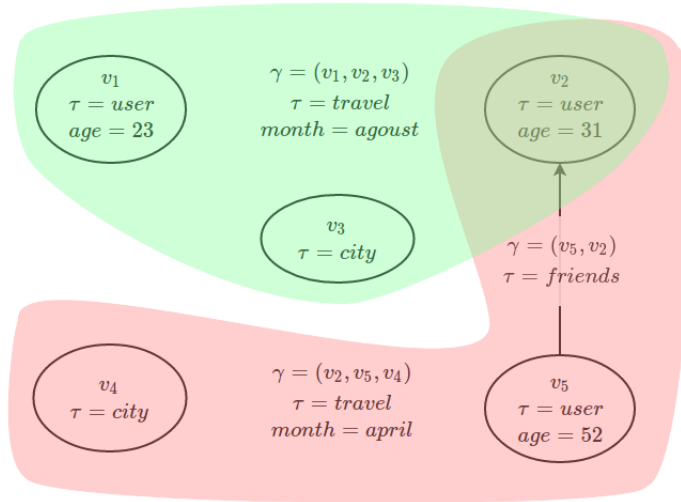 v₁
τ = user
age = 23
γ = (v₁, v₂, v₃)
τ = travel
month = agoust
v₂
τ = user
age = 31
v₃
τ = city
γ = (v₅, v₂)
τ = friends
v₄
τ = city
γ = (v₂, v₅, v₄)
τ = travel
month = april
v₅
τ = user
age = 52